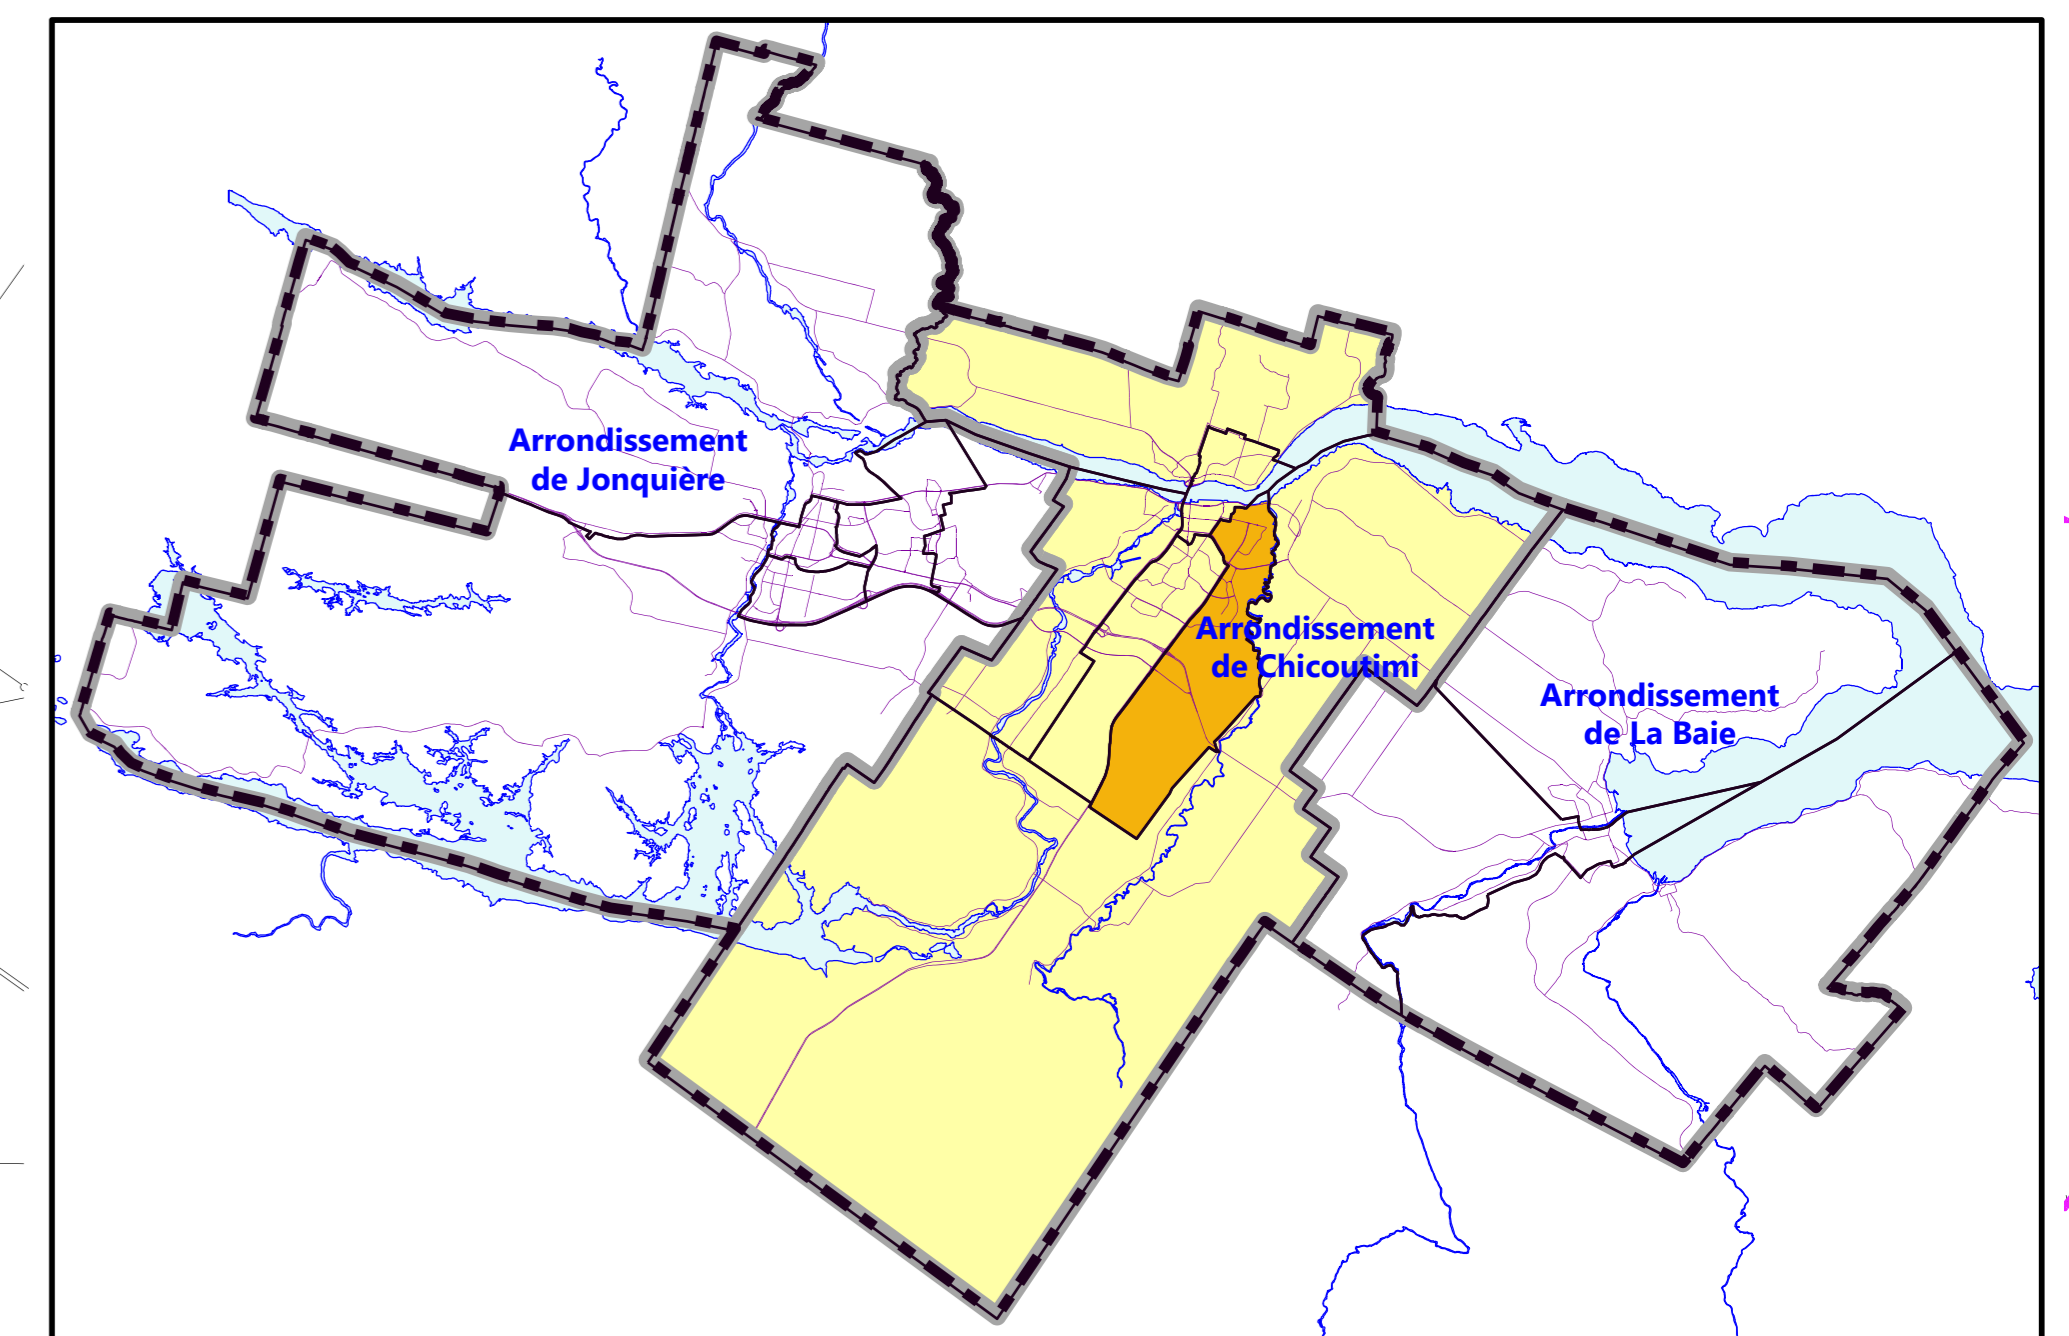 Arrondissement
de Jonquière
Arrondissement
de Chicoutimi
Arrondissement
de La Baie